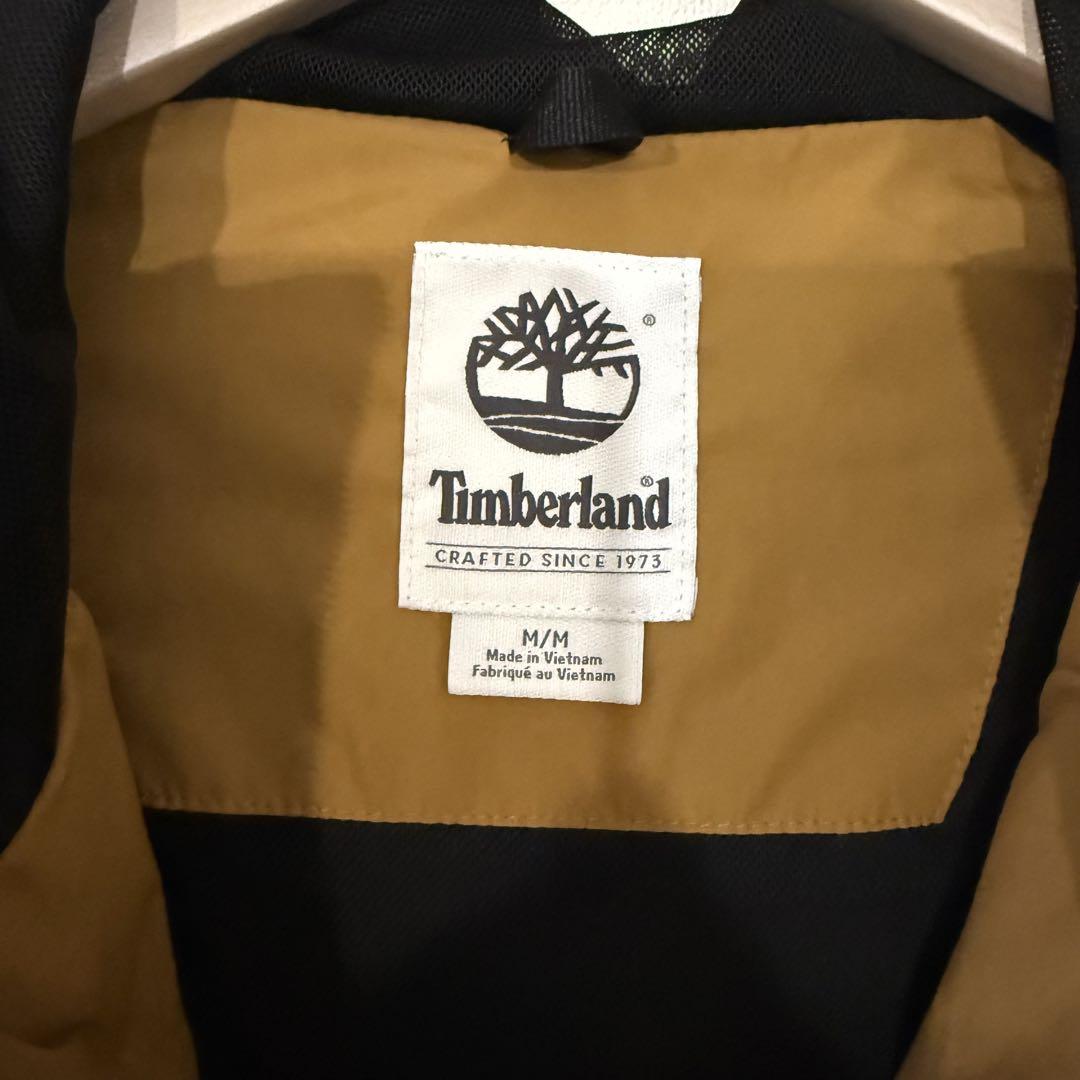 ®
Timberland®
CRAFTED SINCE 1973
M/M
Made in Vietnam
Fabriqué au Vietnam